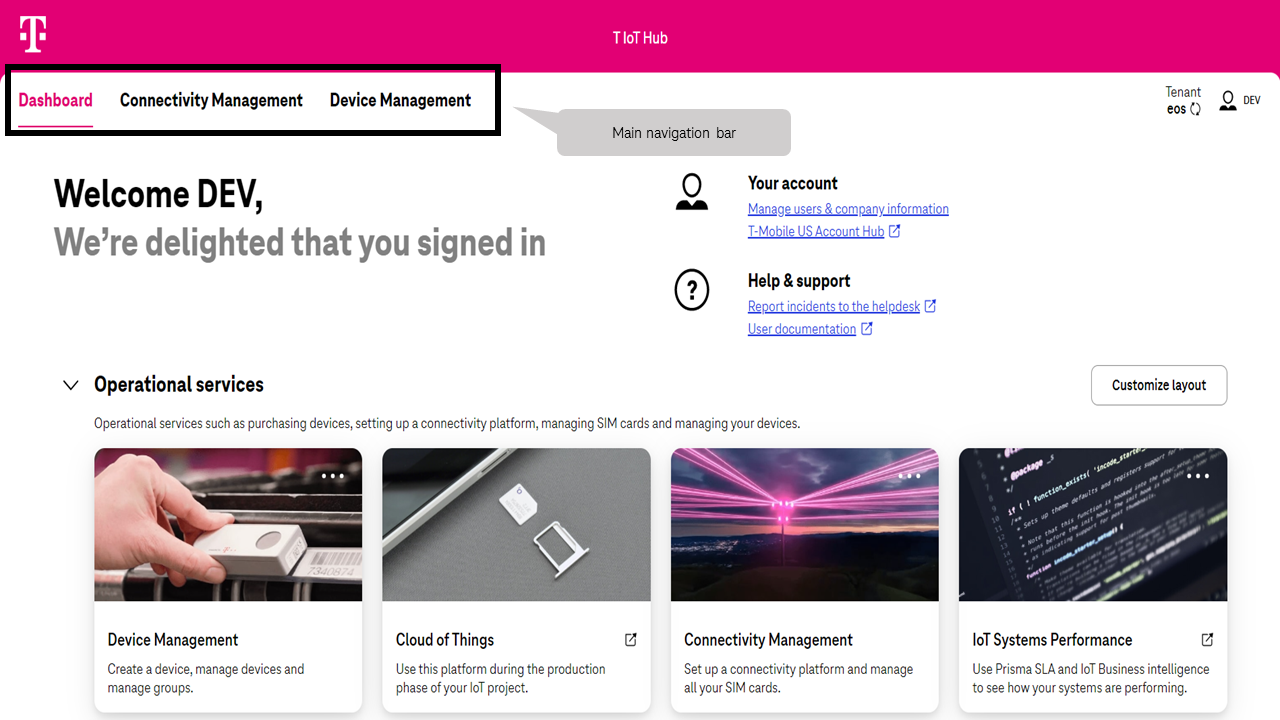 T
T IoT Hub
Dashboard
Connectivity Management
Device Management
Tenant
eos
DEV
Main navigation bar
Welcome DEV,
We're delighted that you signed in
Your account
Manage users & company information
T-Mobile US Account Hub
Help & support
?
Report incidents to the helpdesk
User documentation
Operational services
Customize layout
Operational services such as purchasing devices, setting up a connectivity platform, managing SIM cards and managing your devices.
7340874
@package _s
if ( ! function_exists( 'incode_starter_setup'
Device Management
Create a device, manage devices and
manage groups.
Cloud of Things
Use this platform during the production
phase of your IoT project.
Connectivity Management
Set up a connectivity platform and manage
all your SIM cards.
IoT Systems Performance
Use Prisma SLA and IoT Business intelligence
to see how your systems are performing.